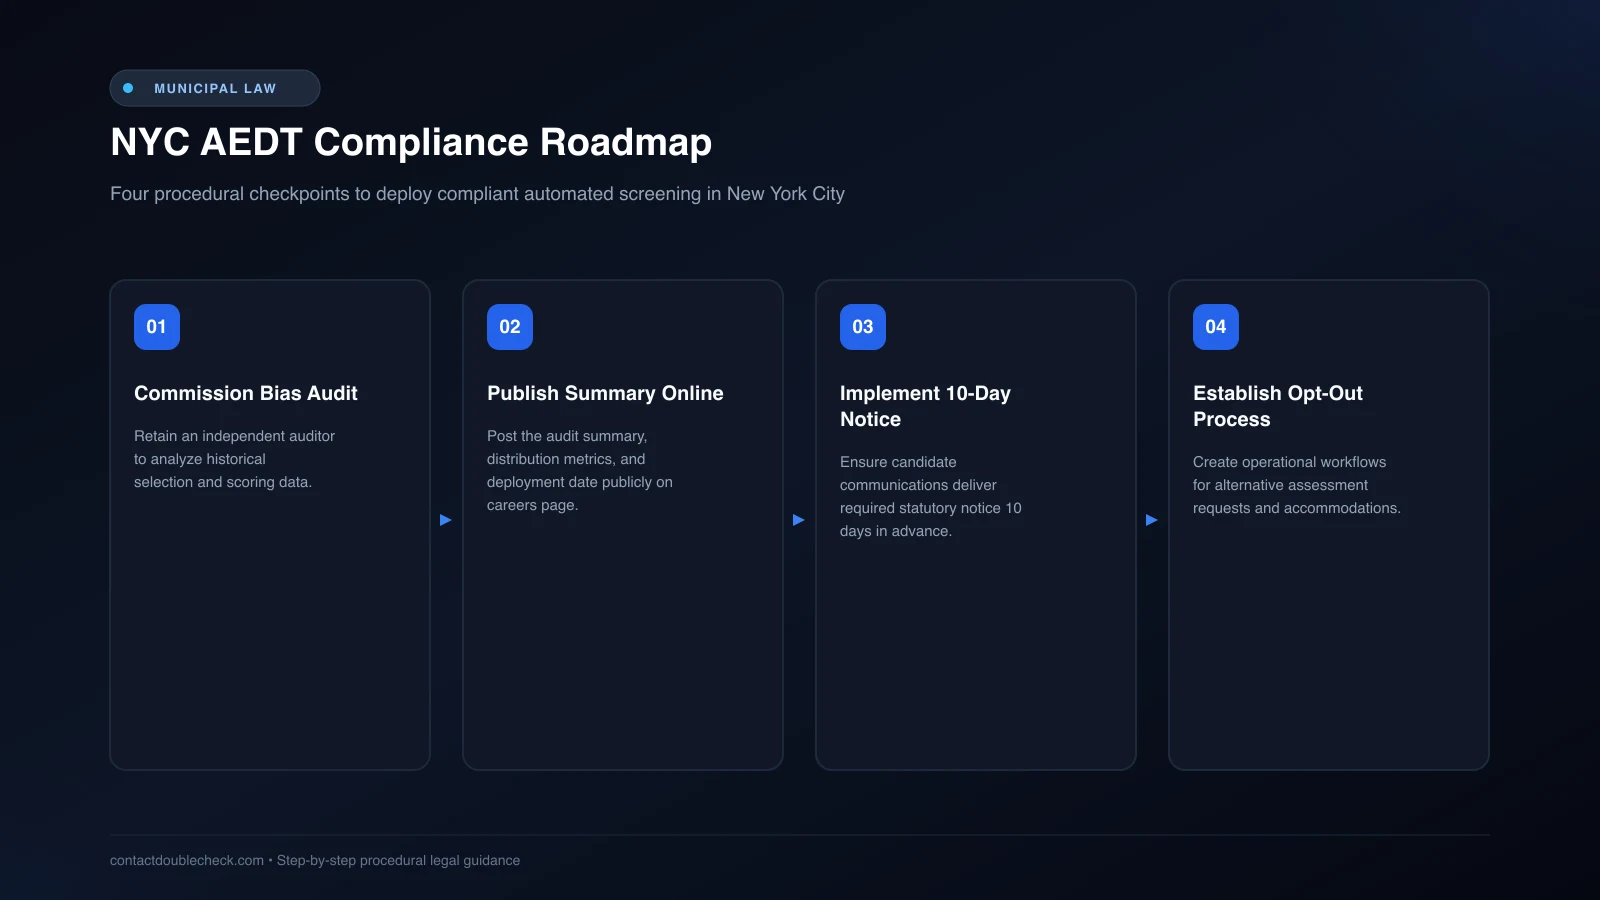 MUNICIPAL LAW
NYC AEDT Compliance Roadmap
Four procedural checkpoints to deploy compliant automated screening in New York City
01
Commission Bias Audit
Retain an independent auditor
to analyze historical
selection and scoring data.
02
Publish Summary Online
Post the audit summary,
distribution metrics, and
deployment date publicly on
careers page.
03
Implement 10-Day
Notice
Ensure candidate
communications deliver
required statutory notice 10
days in advance.
04
Establish Opt-Out
Process
Create operational workflows
for alternative assessment
requests and accommodations.
contactdoublecheck.com • Step-by-step procedural legal guidance